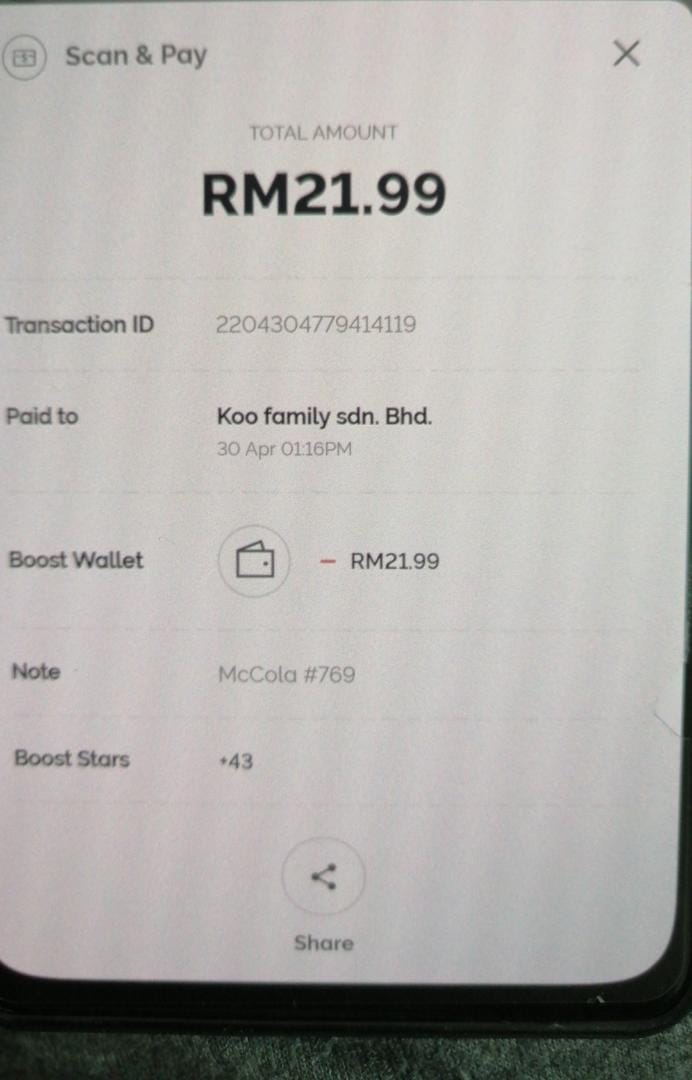 Scan & Pay
TOTAL AMOUNT
RM21.99
Transaction ID 2204304779414119
Paid to Koo family sdn. Bhd.
30 Apr 01:16PM
Boost Wallet – RM21.99
Note McCola #769
Boost Stars +43
Share